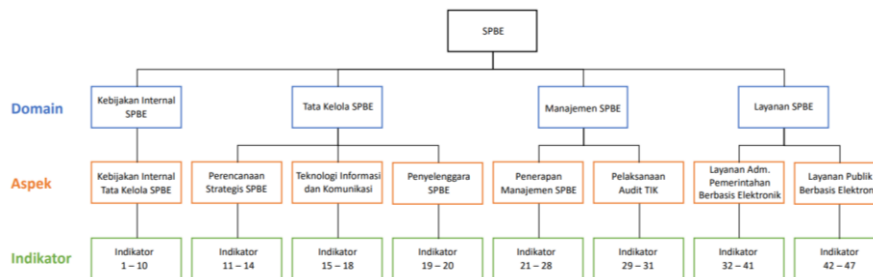 SPBE
Domain
Kebijakan Internal
SPBE
Tata Kelola SPBE
Manajemen SPBE
Layanan SPBE
Aspek
Kebijakan Internal
Tata Kelola SPBE
Perencanaan
Strategis SPBE
Teknologi Informasi
dan Komunikasi
Penyelenggara
SPBE
Penerapan
Manajemen SPBE
Pelaksanaan
Audit TIK
Layanan Adm.
Pemerintahan
Berbasis Elektronik
Layanan Publik
Berbasis Elektronik
Indikator
Indikator
1 – 10
Indikator
11 – 14
Indikator
15 – 18
Indikator
19 – 20
Indikator
21 – 28
Indikator
29 – 31
Indikator
32 – 41
Indikator
42 – 47